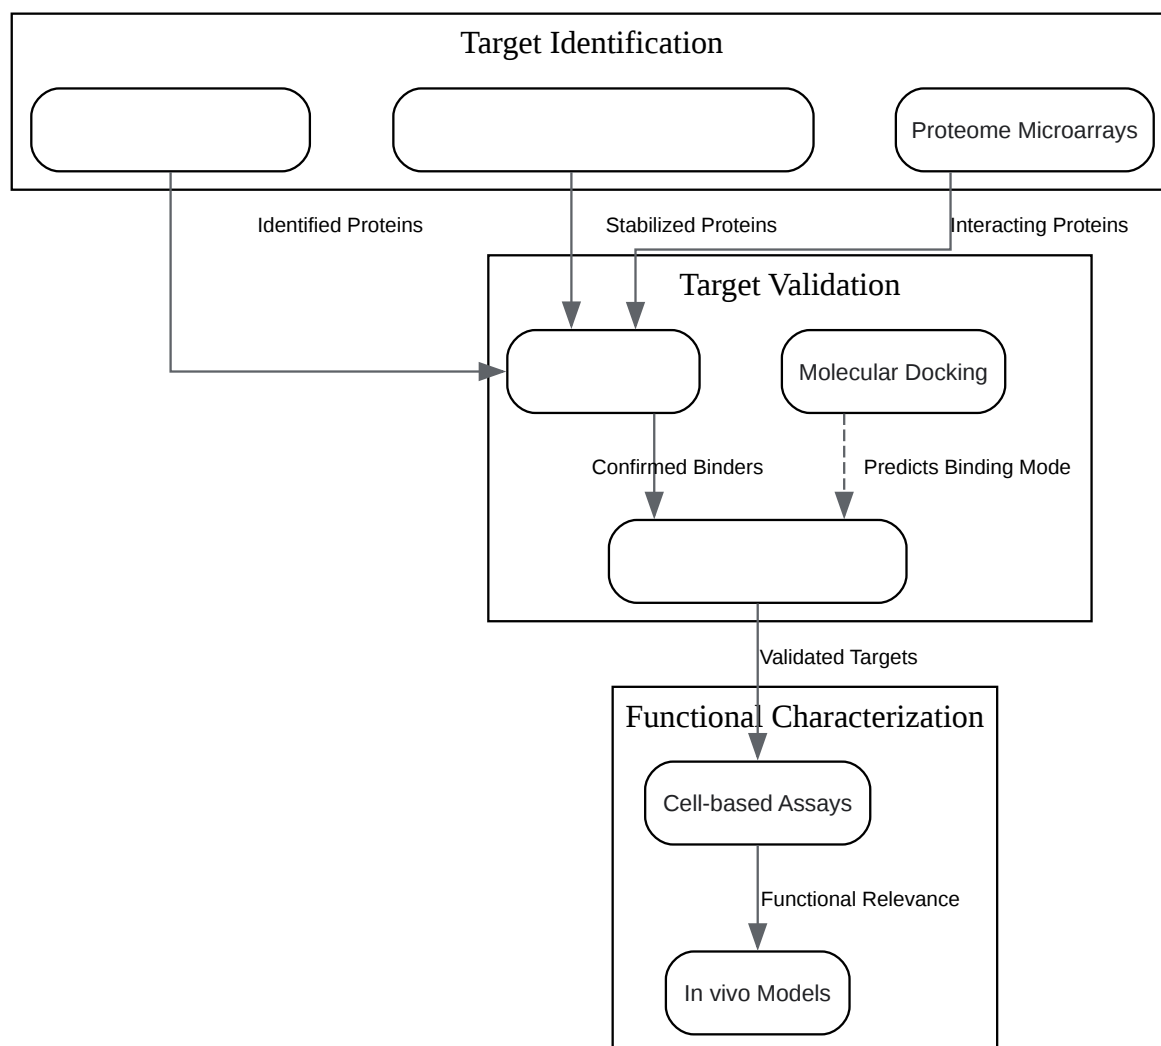 Target Identification
Proteome Microarrays
Identified Proteins
Stabilized Proteins
Interacting Proteins
Target Validation
Molecular Docking
Confirmed Binders
Predicts Binding Mode
Validated Targets
Functional Characterization
Cell-based Assays
Functional Relevance
In vivo Models